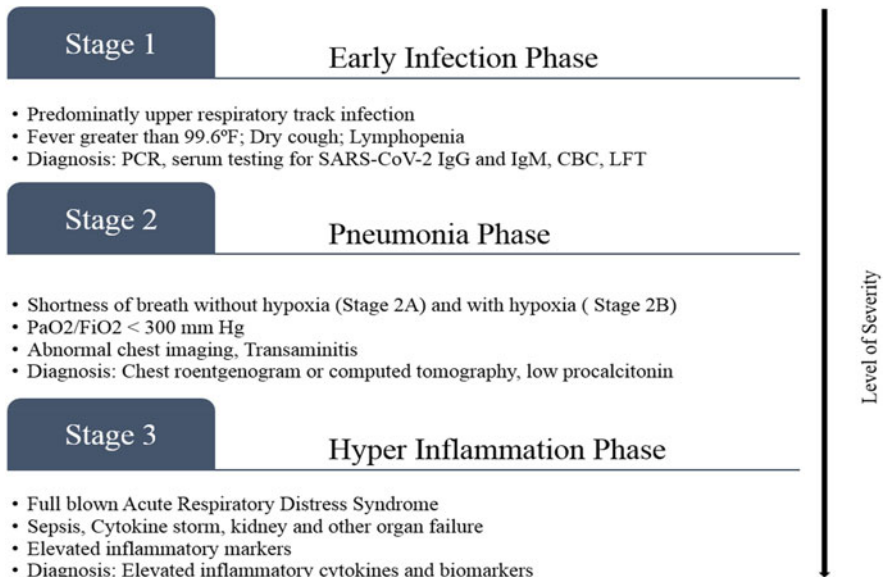 Stage 1
Early Infection Phase
• Predominatly upper respiratory track infection
• Fever greater than 99.6ºF; Dry cough; Lymphopenia
• Diagnosis: PCR, serum testing for SARS-CoV-2 IgG and IgM, CBC, LFT
Stage 2
Pneumonia Phase
• Shortness of breath without hypoxia (Stage 2A) and with hypoxia ( Stage 2B)
• PaO2/FiO2 < 300 mm Hg
• Abnormal chest imaging, Transaminitis
• Diagnosis: Chest roentgenogram or computed tomography, low procalcitonin
Stage 3
Hyper Inflammation Phase
• Full blown Acute Respiratory Distress Syndrome
• Sepsis, Cytokine storm, kidney and other organ failure
• Elevated inflammatory markers
• Diagnosis: Elevated inflammatory cytokines and biomarkers
Level of Severity